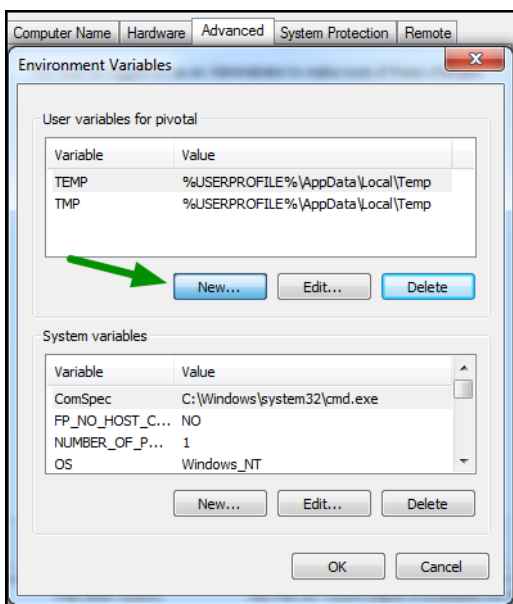 Computer Name Hardware Advanced System Protection Remote
Environment Variables
User variables for pivotal
Variable Value
TEMP %USERPROFILE%\AppData\Local\Temp
TMP %USERPROFILE%\AppData\Local\Temp
New... Edit... Delete
System variables
Variable Value
ComSpec C:\Windows\system32\cmd.exe
FP_NO_HOST_C... NO
NUMBER_OF_P... 1
OS Windows_NT
New... Edit... Delete
OK Cancel